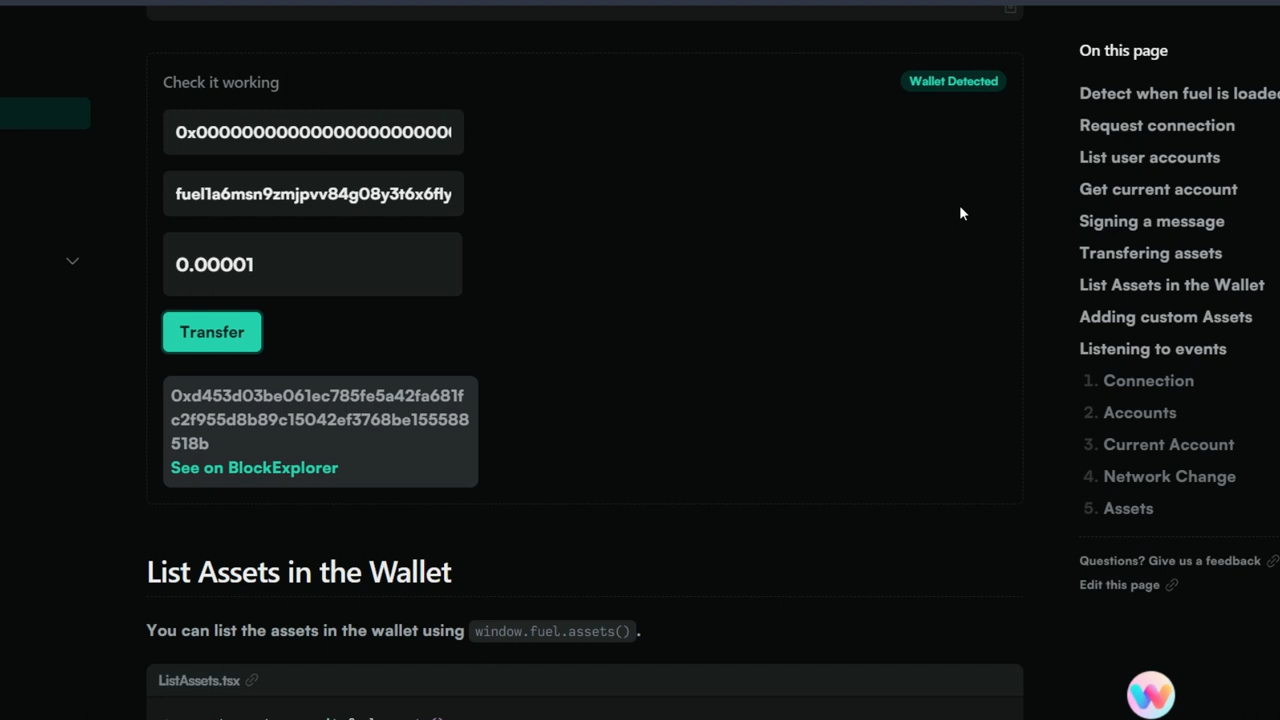 Check it working
Wallet Detected
0x0000000000000000000000
fuel1a6msn9zmjpvv84g08y3t6x6fly
0.00001
Transfer
0xd453d03be061ec785fe5a42fa681f
c2f955d8b89c15042ef3768be155588
518b
See on BlockExplorer
List Assets in the Wallet
You can list the assets in the wallet using window.fuel.assets().
ListAssets.tsx
On this page
Detect when fuel is loaded
Request connection
List user accounts
Get current account
Signing a message
Transfering assets
List Assets in the Wallet
Adding custom Assets
Listening to events
1. Connection
2. Accounts
3. Current Account
4. Network Change
5. Assets
Questions? Give us a feedback
Edit this page